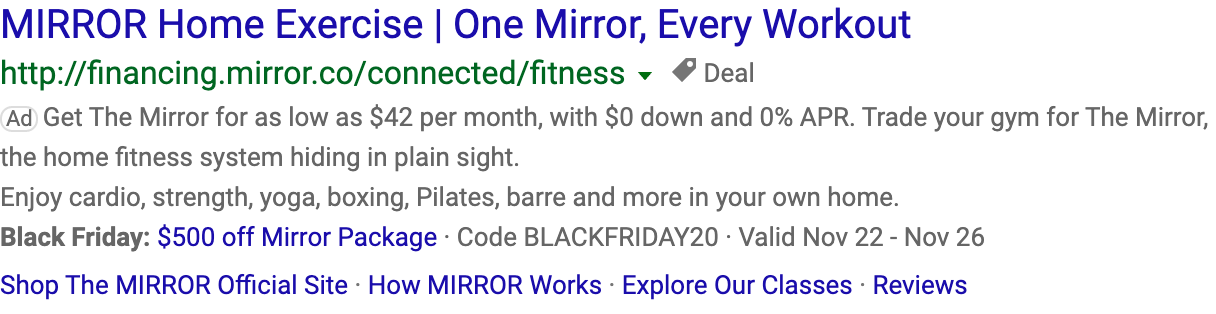 MIRROR Home Exercise | One Mirror, Every Workout
http://financing.mirror.co/connected/fitness Deal
Ad Get The Mirror for as low as $42 per month, with $0 down and 0% APR. Trade your gym for The Mirror,
the home fitness system hiding in plain sight.
Enjoy cardio, strength, yoga, boxing, Pilates, barre and more in your own home.
Black Friday: $500 off Mirror Package · Code BLACKFRIDAY20 · Valid Nov 22 - Nov 26
Shop The MIRROR Official Site · How MIRROR Works · Explore Our Classes · Reviews